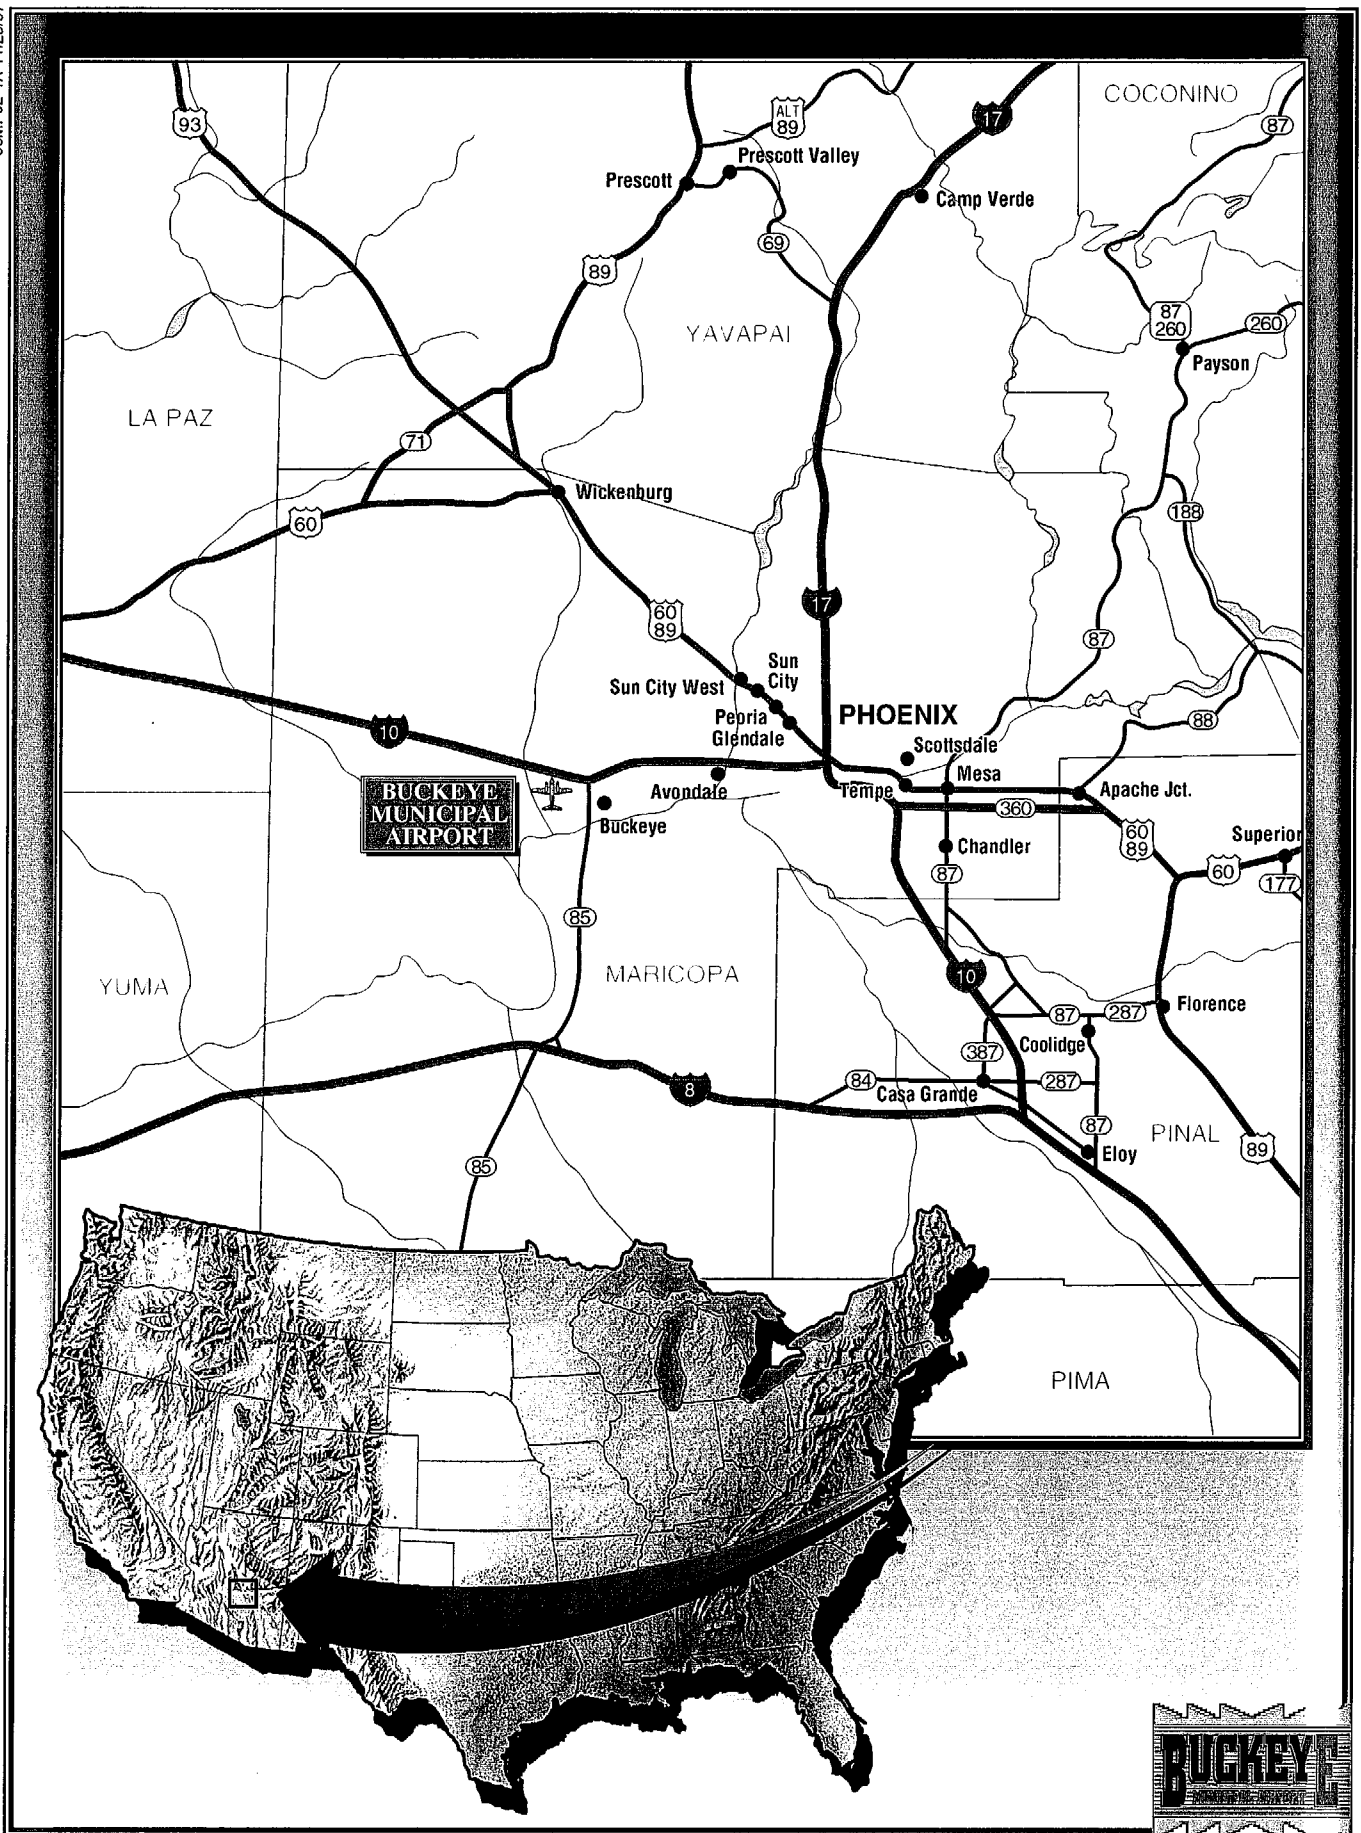 COCONINO
93
ALT
89
17
87
Prescott Valley
Prescott
Camp Verde
69
89
87
260
260
YAVAPAI
Payson
LA PAZ
71
Wickenburg
60
188
17
60
89
87
Sun
City
Sun City West
Peoria
Glendale
PHOENIX
88
10
Scottsdale
Mesa
BUCKEYE
MUNICIPAL
AIRPORT
Avondale
Tempe
Apache Jct.
360
Buckeye
60
89
Superior
Chandler
87
60
177
85
YUMA
MARICOPA
10
Florence
87
287
Coolidge
387
8
84
287
Casa Grande
87
PINAL
Eloy
89
85
PIMA
BUCKEYE
MUNICIPAL AIRPORT